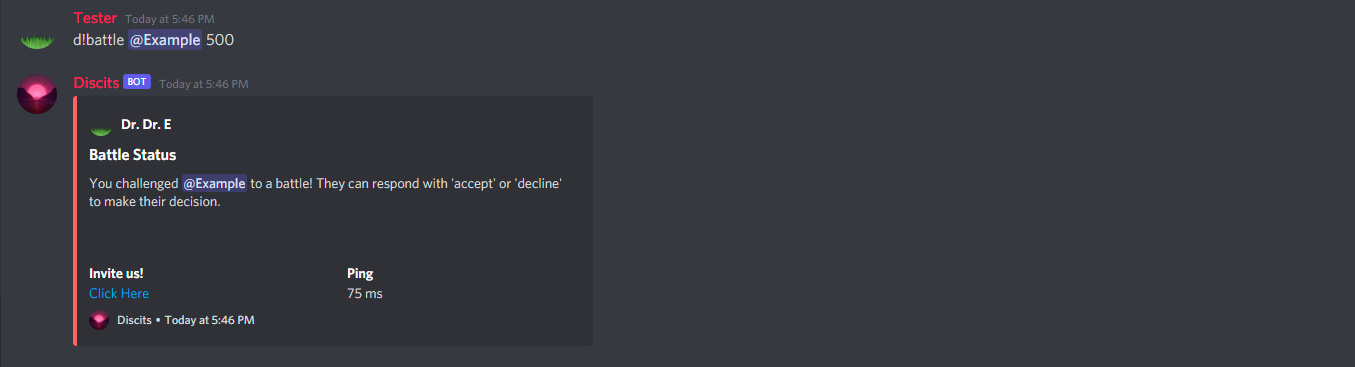 Tester Today at 5:46 PM
d!battle @Example 500
Discits BOT Today at 5:46 PM
Dr. Dr. E
Battle Status
You challenged @Example to a battle! They can respond with 'accept' or 'decline'
to make their decision.
Invite us! Ping
Click Here 75 ms
Discits • Today at 5:46 PM